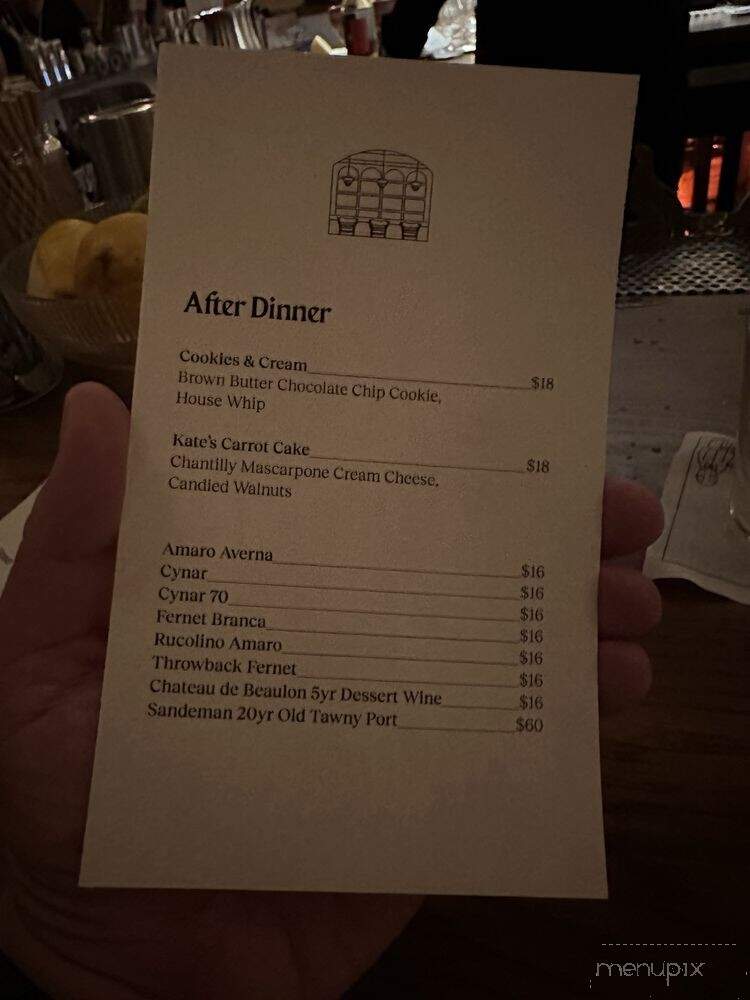 After Dinner
Cookies & Cream $18
Brown Butter Chocolate Chip Cookie,
House Whip
Kate's Carrot Cake $18
Chantilly Mascarpone Cream Cheese,
Candied Walnuts
Amaro Averna $16
Cynar $16
Cynar 70 $16
Fernet Branca $16
Rucolino Amaro $16
Throwback Fernet $16
Chateau de Beaulon 5yr Dessert Wine $16
Sandeman 20yr Old Tawny Port $60
menupix